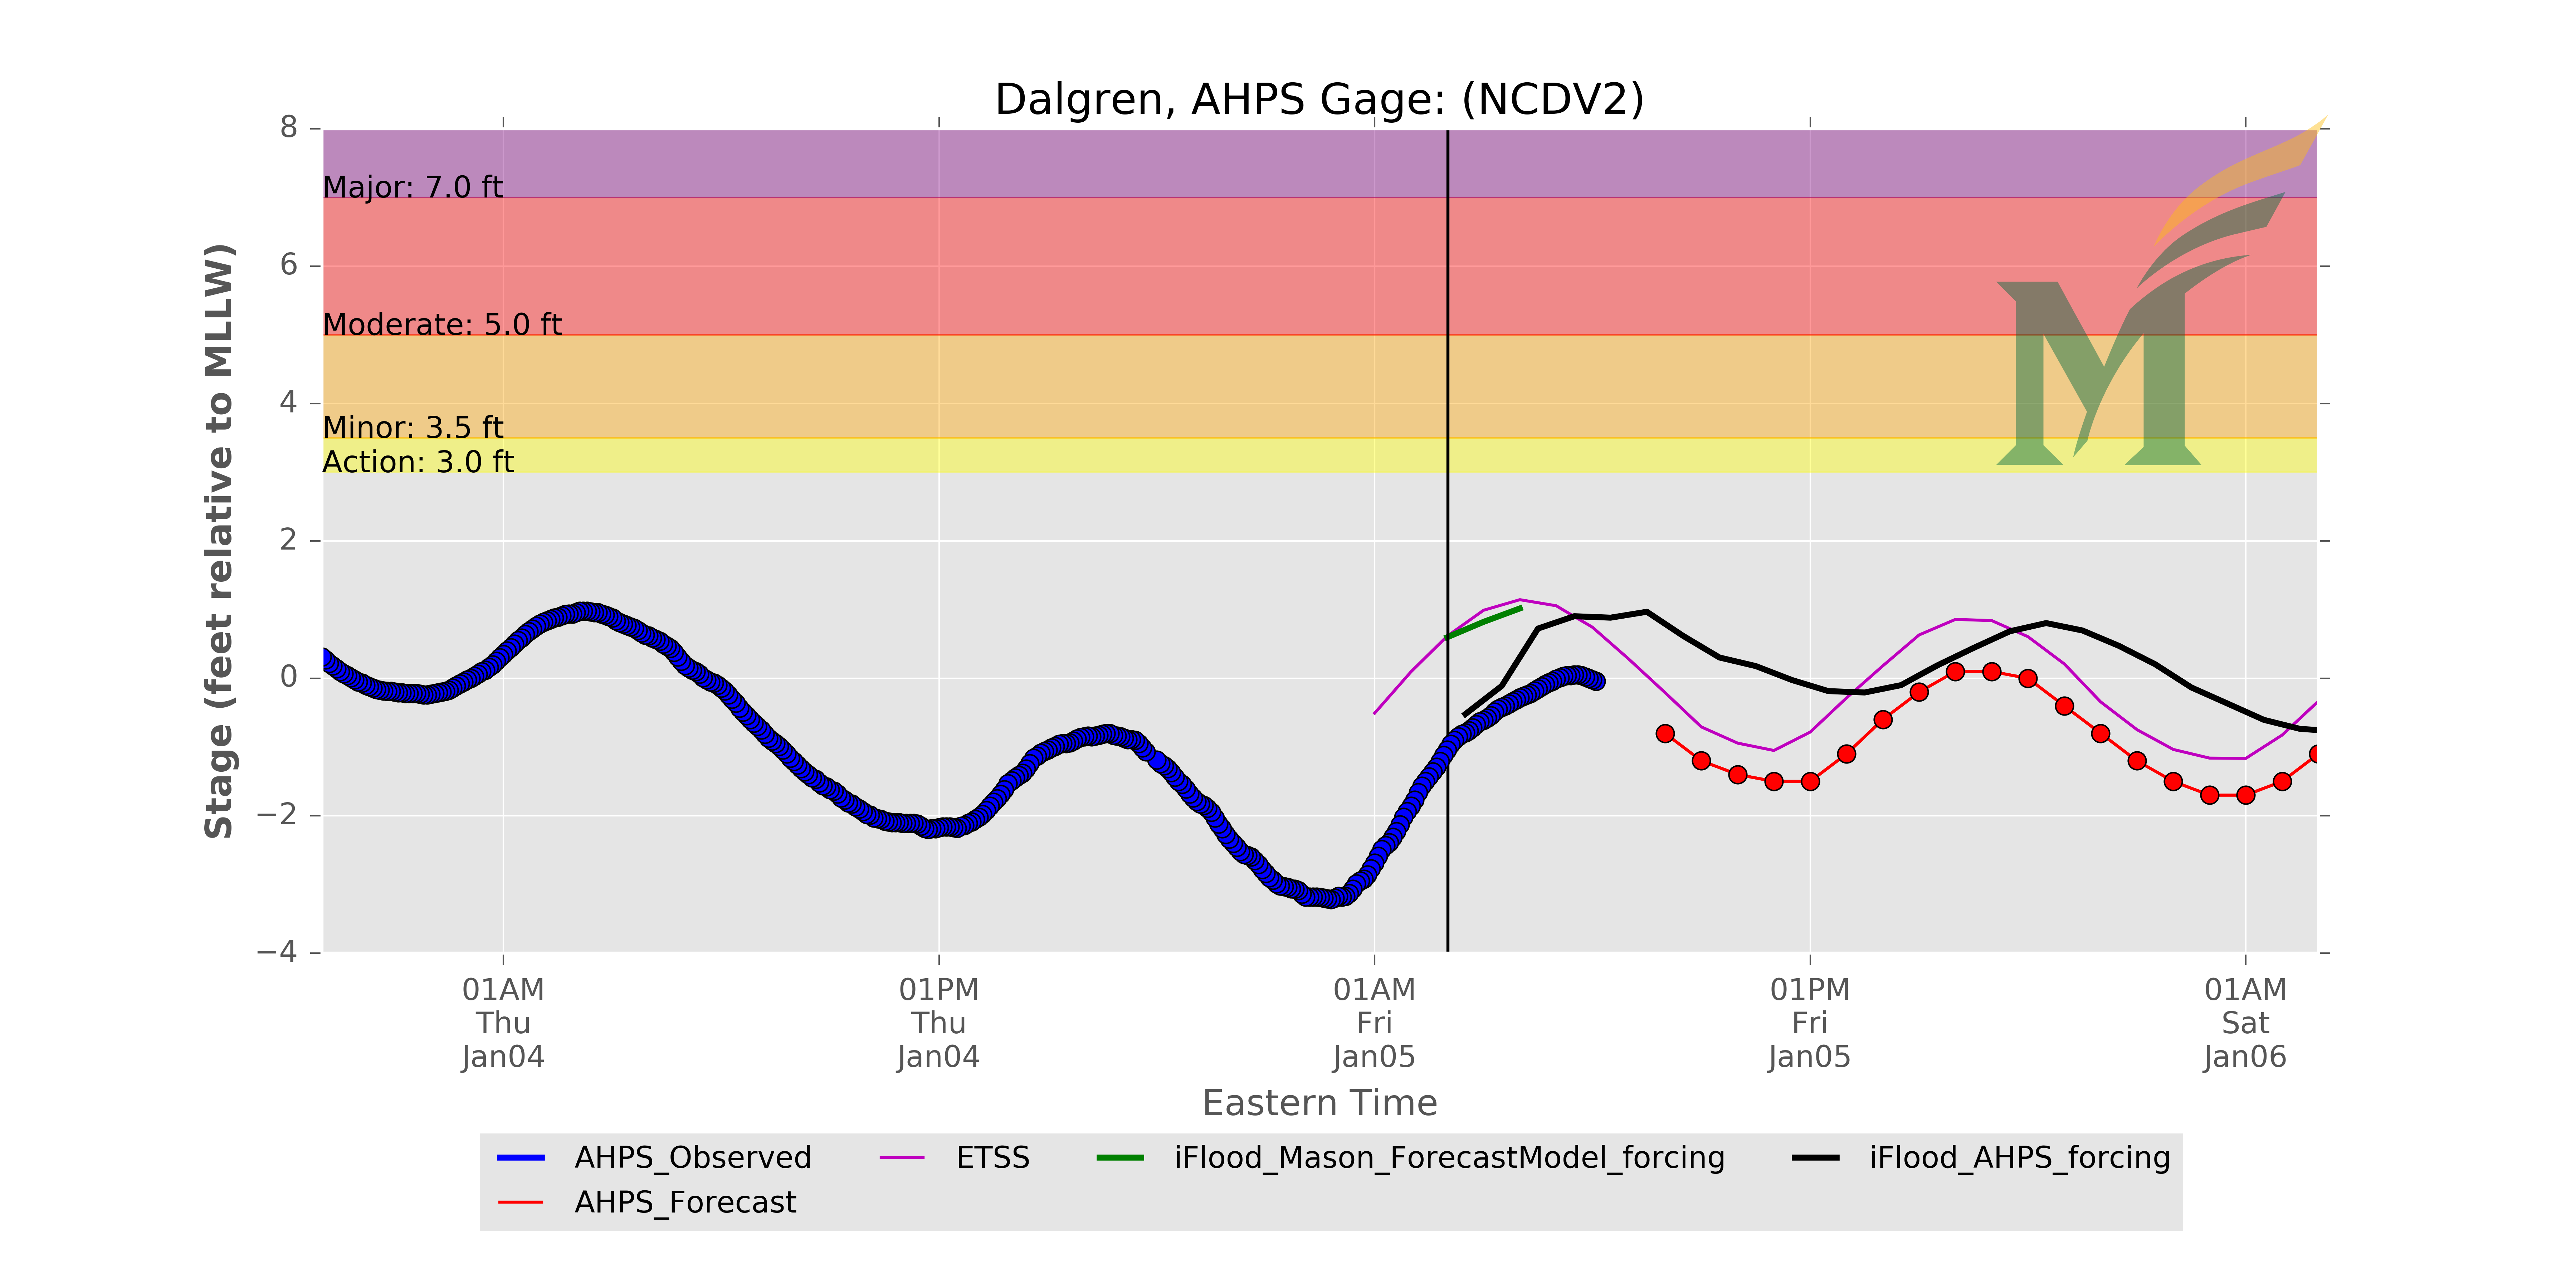 Dalgren, AHPS Gage: (NCDV2)
8
Major: 7.0 ft
6
Moderate: 5.0 ft
4
Minor: 3.5 ft
Action: 3.0 ft
2
0
−2
−4
Stage (feet relative to MLLW)
01AM
Thu
Jan04
01PM
Thu
Jan04
01AM
Fri
Jan05
01PM
Fri
Jan05
01AM
Sat
Jan06
Eastern Time
AHPS_Observed
AHPS_Forecast
ETSS
iFlood_Mason_ForecastModel_forcing
iFlood_AHPS_forcing
M